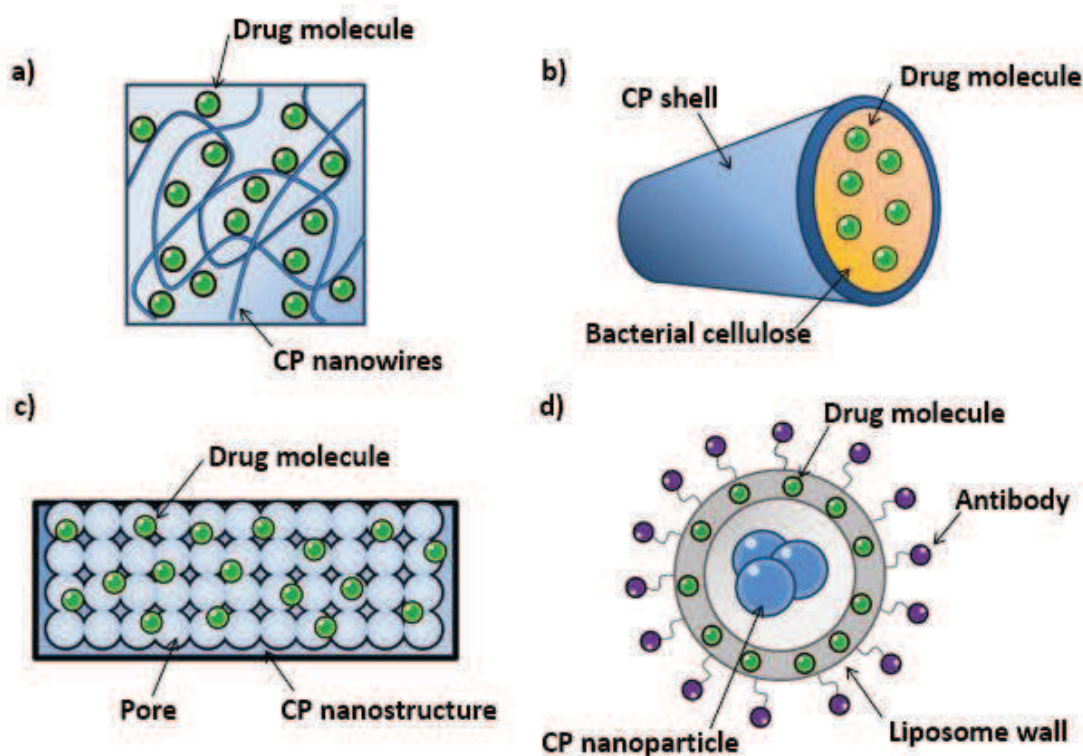 a)
Drug molecule
CP nanowires
b)
CP shell
Drug molecule
Bacterial cellulose
c)
Drug molecule
Pore
CP nanostructure
d)
Drug molecule
Antibody
CP nanoparticle
Liposome wall